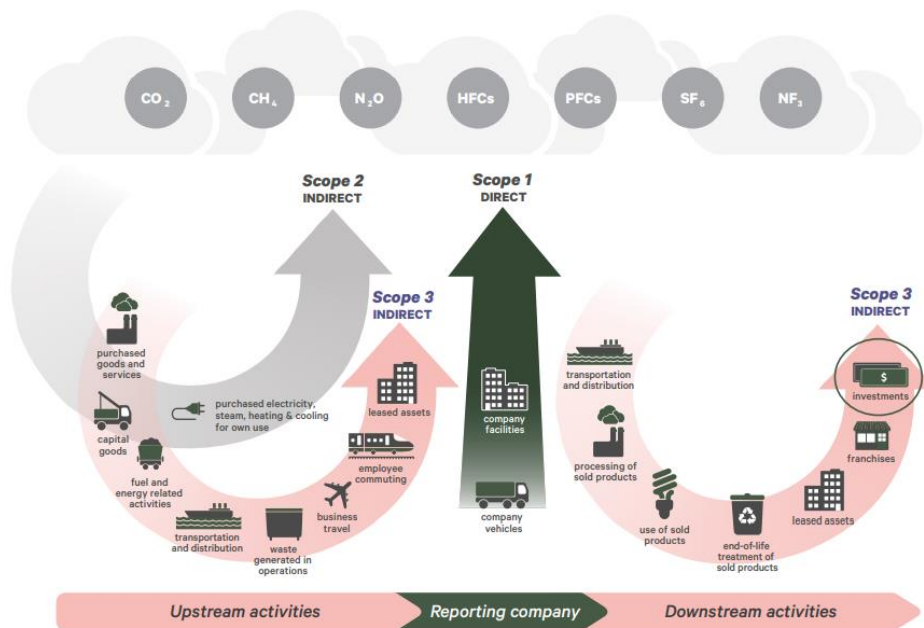 CO₂
CH₄
N₂O
HFCs
PFCs
SF₆
NF₃
Scope 2
INDIRECT
Scope 1
DIRECT
Scope 3
INDIRECT
Scope 3
INDIRECT
purchased
goods and
services
capital
goods
fuel and
energy related
activities
purchased electricity,
steam, heating & cooling
for own use
transportation
and distribution
waste
generated in
operations
business
travel
employee
commuting
leased assets
company
facilities
company
vehicles
transportation
and distribution
processing of
sold products
use of sold
products
end-of-life
treatment of
sold products
leased assets
franchises
$
investments
Upstream activities
Reporting company
Downstream activities